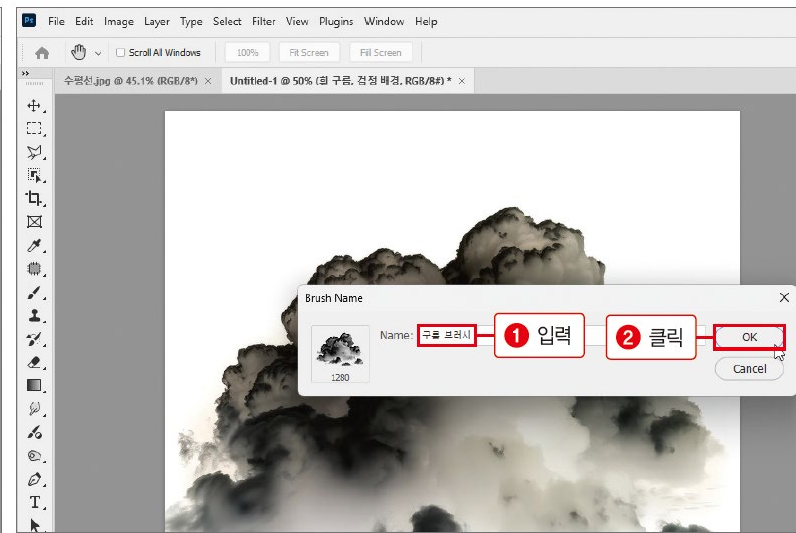 Ps File Edit Image Layer Type Select Filter View Plugins Window Help
Scroll All Windows 100% Fit Screen Fill Screen
수평선.jpg @ 45.1% (RGB/8*) × Untitled-1 @ 50% (흰 구름, 검정 배경, RGB/8#) * ×
Brush Name
Name: 구름 브러시 1 입력 2 클릭 OK
1280 Cancel
T